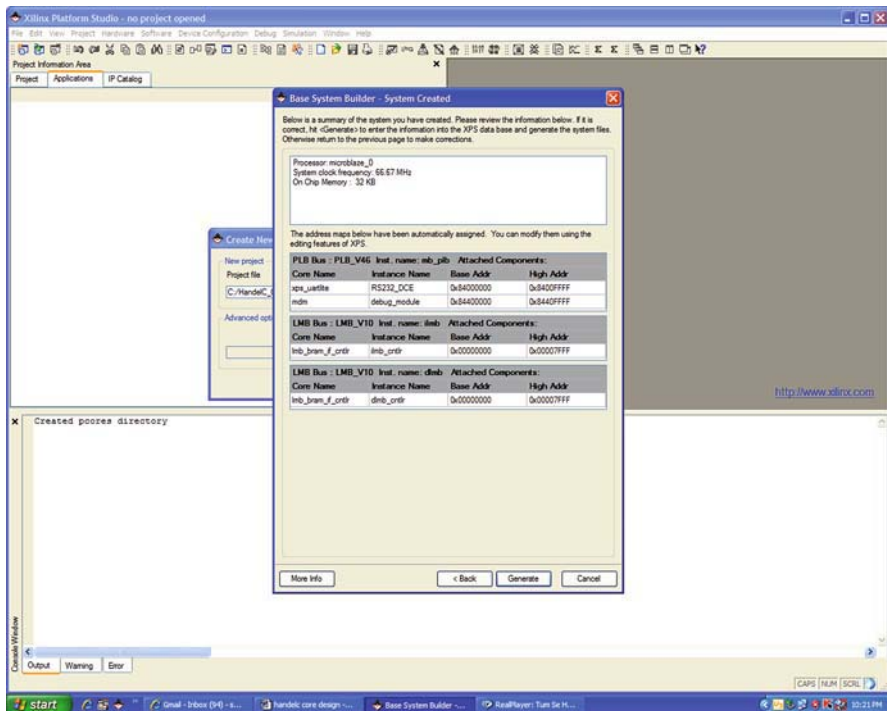 Xilinx Platform Studio - no project opened
File Edit View Project Hardware Software Device Configuration Debug Simulation Window Help
Project Information Area
Project Applications IP Catalog
Base System Builder - System Created
Below is a summary of the system you have created. Please review the information below. If it is
correct, hit <Generate> to enter the information into the XPS data base and generate the system files.
Otherwise return to the previous page to make corrections.
Processor: microblaze_0
System clock frequency: 66.67 MHz
On Chip Memory : 32 KB
The address maps below have been automatically assigned. You can modify them using the
editing features of XPS.
PLB Bus : PLB_V46 Inst. name: mb_plb Attached Components:
Core Name Instance Name Base Addr High Addr
xps_uartlite RS232_DCE 0x84000000 0x8400FFFF
mdm debug_module 0x84400000 0x8440FFFF
LMB Bus : LMB_V10 Inst. name: ilmb Attached Components:
Core Name Instance Name Base Addr High Addr
lmb_bram_if_cntlr ilmb_cntlr 0x00000000 0x00007FFF
LMB Bus : LMB_V10 Inst. name: dlmb Attached Components:
Core Name Instance Name Base Addr High Addr
lmb_bram_if_cntlr dlmb_cntlr 0x00000000 0x00007FFF
More Info < Back Generate Cancel
Create New
New project
Project file
C:/HandelC_
Advanced opti
http://www.xilinx.com
Created pcores directory
Console Window
Output Warning Error
CAPS NUM SCRL
start Gmail - Inbox (94) - s... handelc core design -... Base System Builder -... RealPlayer: Tum Se H... 10:21 PM